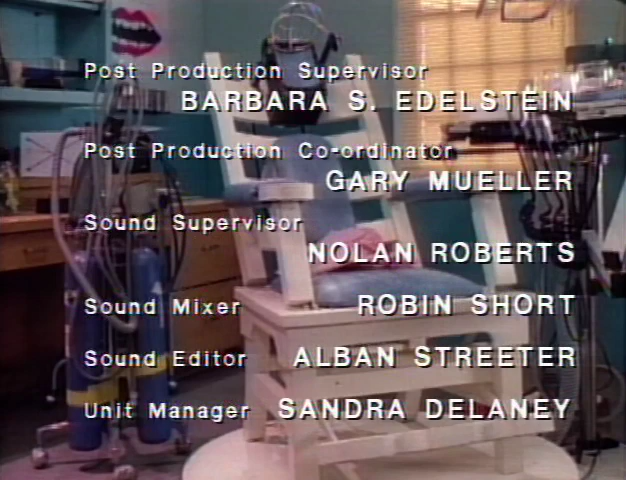 Post Production Supervisor
BARBARA S. EDELSTEIN
Post Production Co-ordinator
GARY MUELLER
Sound Supervisor
NOLAN ROBERTS
Sound Mixer ROBIN SHORT
Sound Editor ALBAN STREETER
Unit Manager SANDRA DELANEY